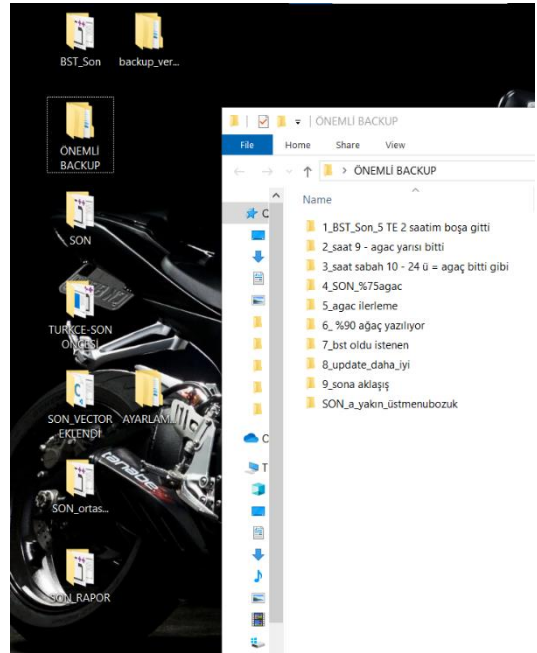 BST_Son
backup_ver...
ÖNEMLİ
BACKUP
SON
TURKCE-SON
ÖNCESİ
SON_VECTOR
EKLENDİ
AYARLAM...
SON_ortas...
SON_RAPOR
ÖNEMLİ BACKUP
File
Home
Share
View
ÖNEMLİ BACKUP
Name
1_BST_Son_5 TE 2 saatim boşa gitti
2_saat 9 - agac yarısı bitti
3_saat sabah 10 - 24 ü = agaç bitti gibi
4_SON_%75agac
5_agac ilerleme
6_ %90 ağaç yazılıyor
7_bst oldu istenen
8_update_daha_iyi
9_sona aklaşış
SON_a_yakın_üstmenubozuk